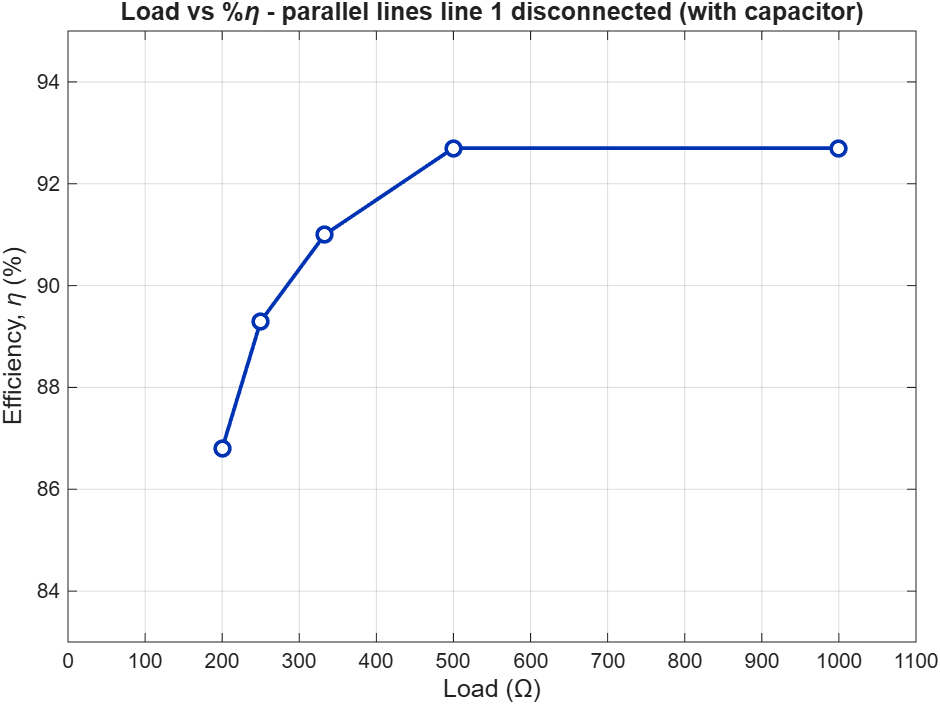 Load vs %η - parallel lines line 1 disconnected (with capacitor)
94
92
90
88
86
84
Efficiency, η (%)
0 100 200 300 400 500 600 700 800 900 1000 1100
Load (Ω)